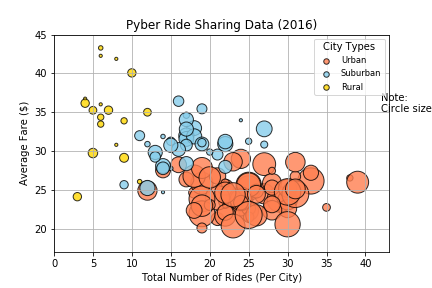 Pyber Ride Sharing Data (2016)
45
40
35
30
25
20
Average Fare ($)
City Types
Urban
Suburban
Rural
Note:
Circle size
0 5 10 15 20 25 30 35 40
Total Number of Rides (Per City)